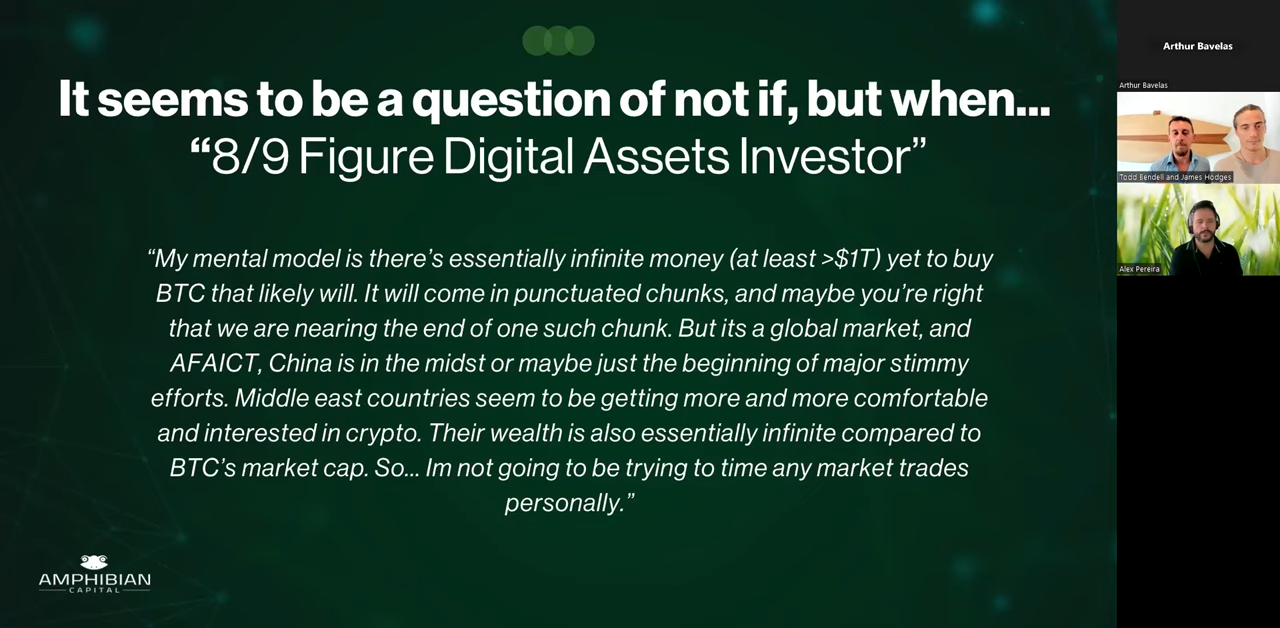 It seems to be a question of not if, but when...
“8/9 Figure Digital Assets Investor”
“My mental model is there’s essentially infinite money (at least >$1T) yet to buy
BTC that likely will. It will come in punctuated chunks, and maybe you’re right
that we are nearing the end of one such chunk. But its a global market, and
AFAICT, China is in the midst or maybe just the beginning of major stimmy
efforts. Middle east countries seem to be getting more and more comfortable
and interested in crypto. Their wealth is also essentially infinite compared to
BTC’s market cap. So... Im not going to be trying to time any market trades
personally.”
AMPHIBIAN
CAPITAL
Arthur Bavelas
Arthur Bavelas
Todd Bendell and James Hodges
Alex Pereira